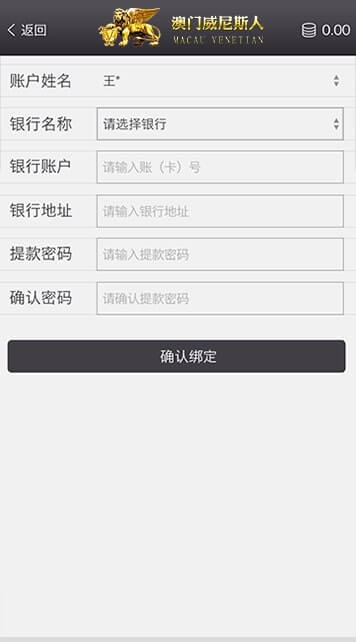 返回
澳门威尼斯人
MACAU VENETIAN
0.00
账户姓名 王*
银行名称 请选择银行
银行账户 请输入账（卡）号
银行地址 请输入银行地址
提款密码 请输入提款密码
确认密码 请确认提款密码
确认绑定